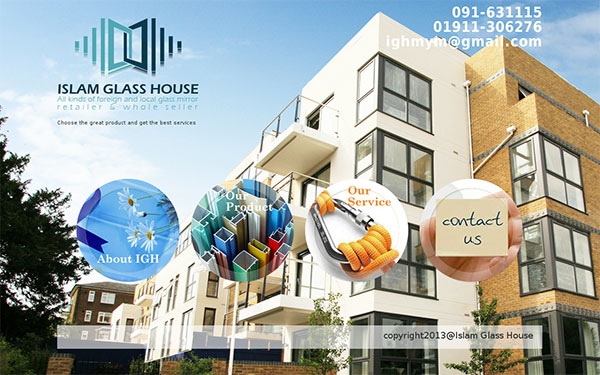 091-631115
01911-306276
ighmym@gmail.com
ISLAM GLASS HOUSE
All kinds of foreign and local glass mirror
retailer & whole seller
Choose the great product and get the best services
About IGH
Our
Product
Our
Service
contact
us
copyright2013@Islam Glass House